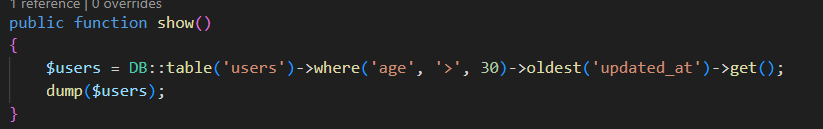 1 reference | 0 overrides
public function show()
{
    $users = DB::table('users')->where('age', '>', 30)->oldest('updated_at')->get();
    dump($users);
}